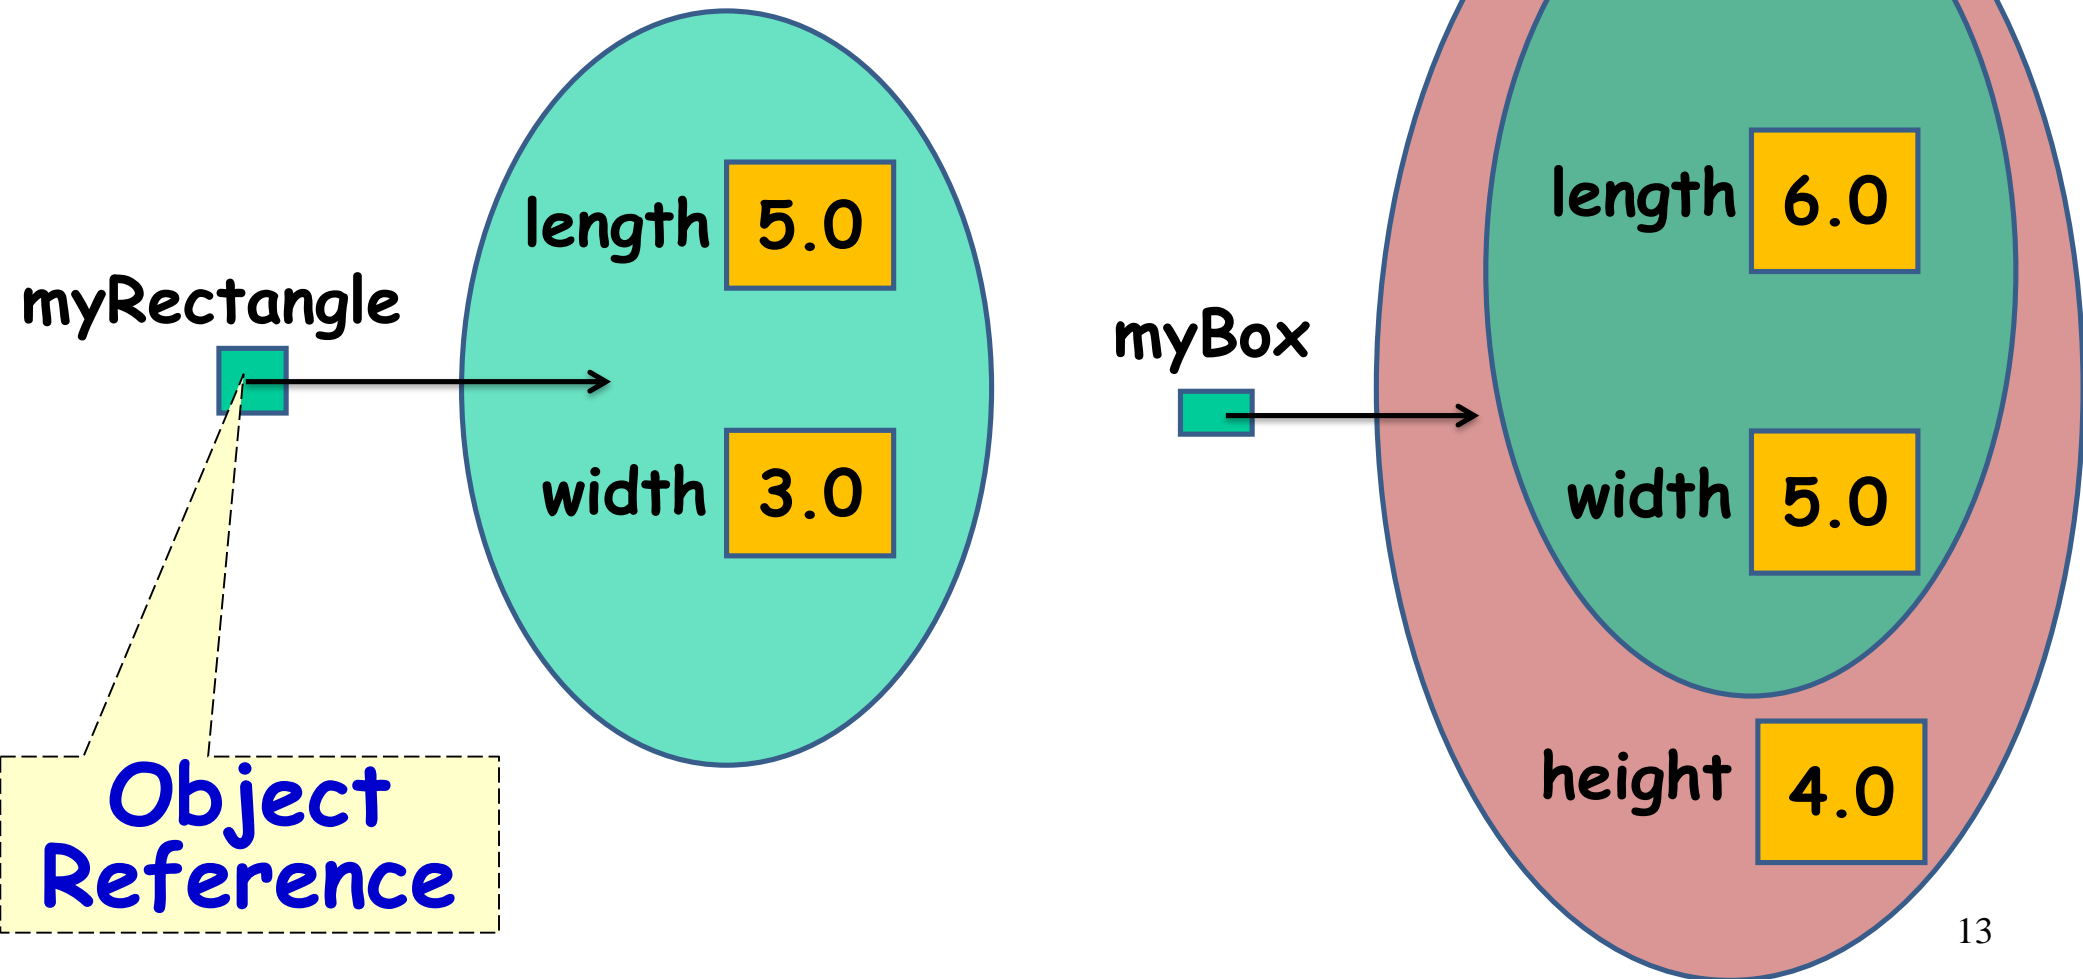 myRectangle
length 5.0
width 3.0
Object
Reference
myBox
length 6.0
width 5.0
height 4.0
13